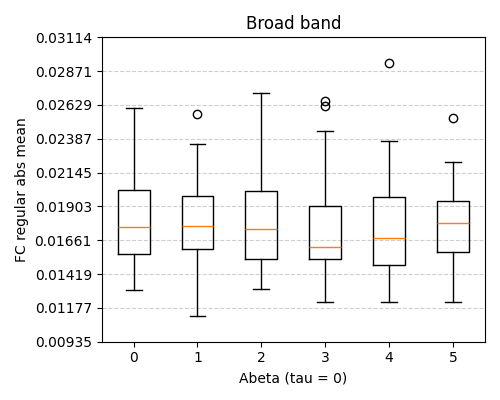 Broad band
0.03114
0.02871
0.02629
0.02387
0.02145
0.01903
0.01661
0.01419
0.01177
0.00935
FC regular abs mean
0 1 2 3 4 5
Abeta (tau = 0)